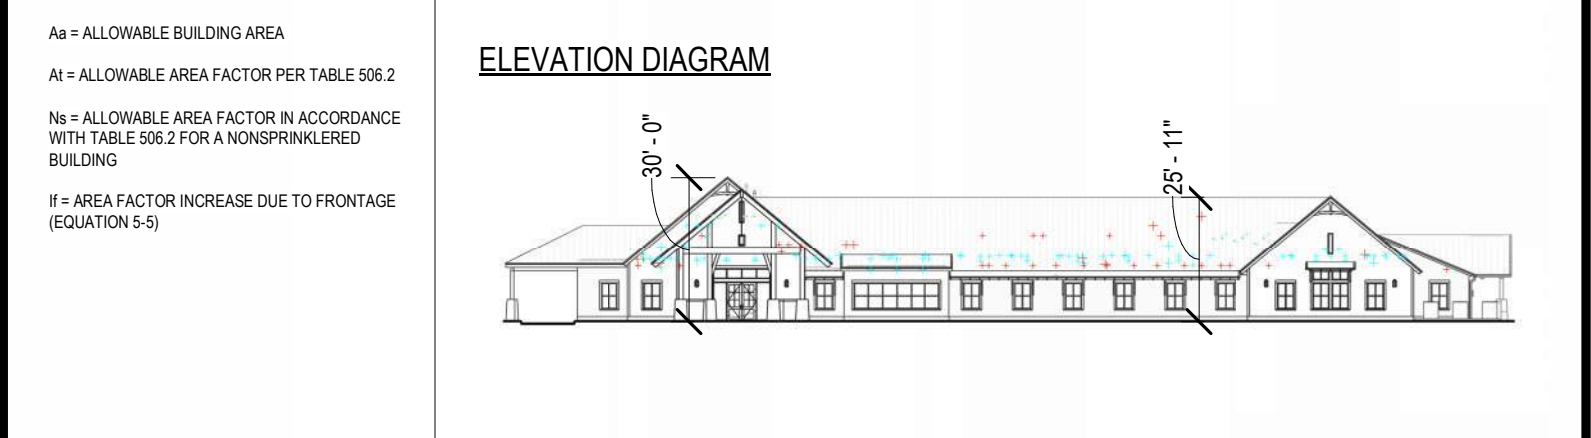 Aa = ALLOWABLE BUILDING AREA
At = ALLOWABLE AREA FACTOR PER TABLE 506.2
Ns = ALLOWABLE AREA FACTOR IN ACCORDANCE
WITH TABLE 506.2 FOR A NONSPRINKLERED
BUILDING
If = AREA FACTOR INCREASE DUE TO FRONTAGE
(EQUATION 5-5)
ELEVATION DIAGRAM
30' - 0"
25' - 11"